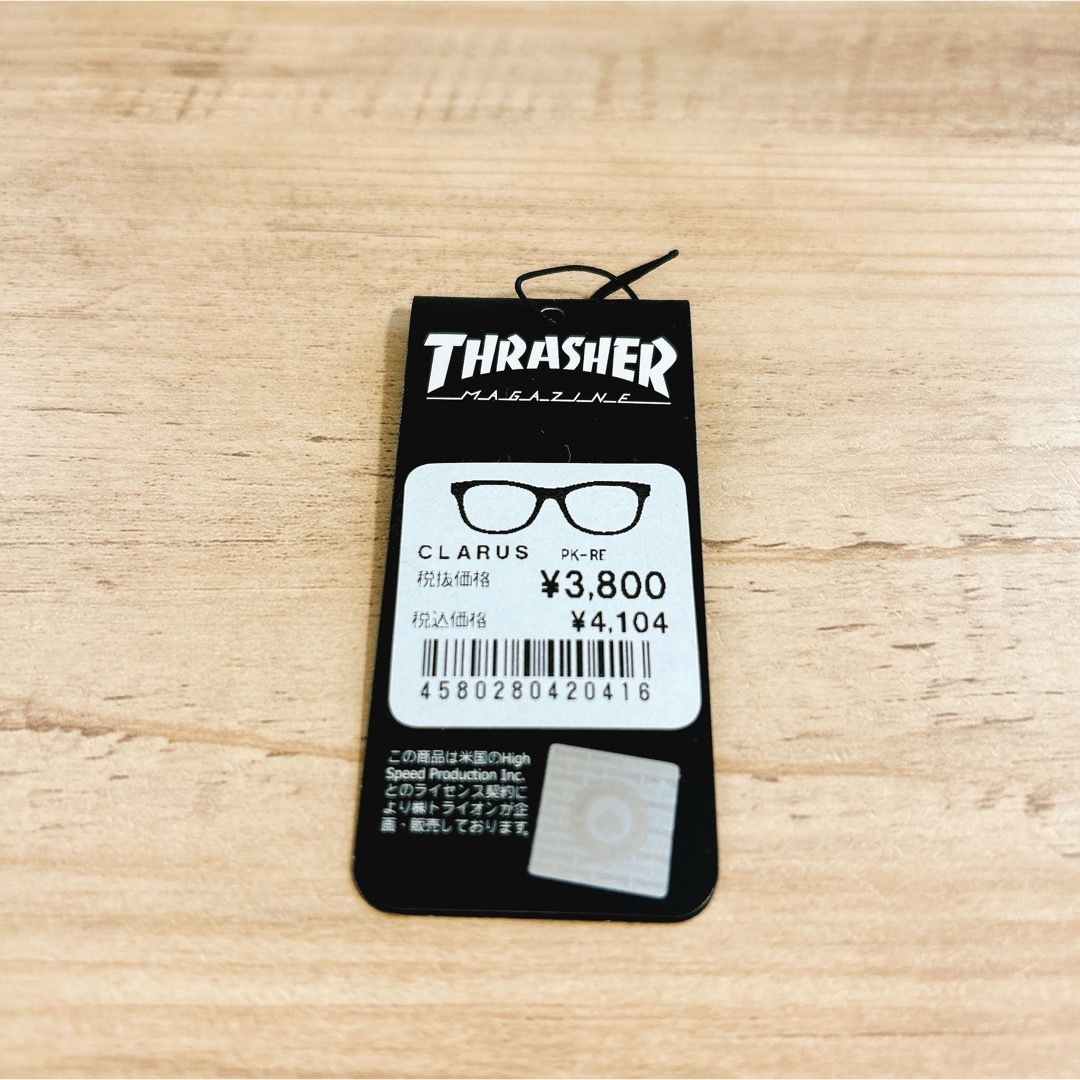 THRASHER
MAGAZINE
CLARUS PK-RE
税抜価格 ¥3,800
税込価格 ¥4,104
4580280420416
この商品は米国のHigh
Speed Production Inc.
とのライセンス契約に
より㈱トライオンが企
画・販売しております。